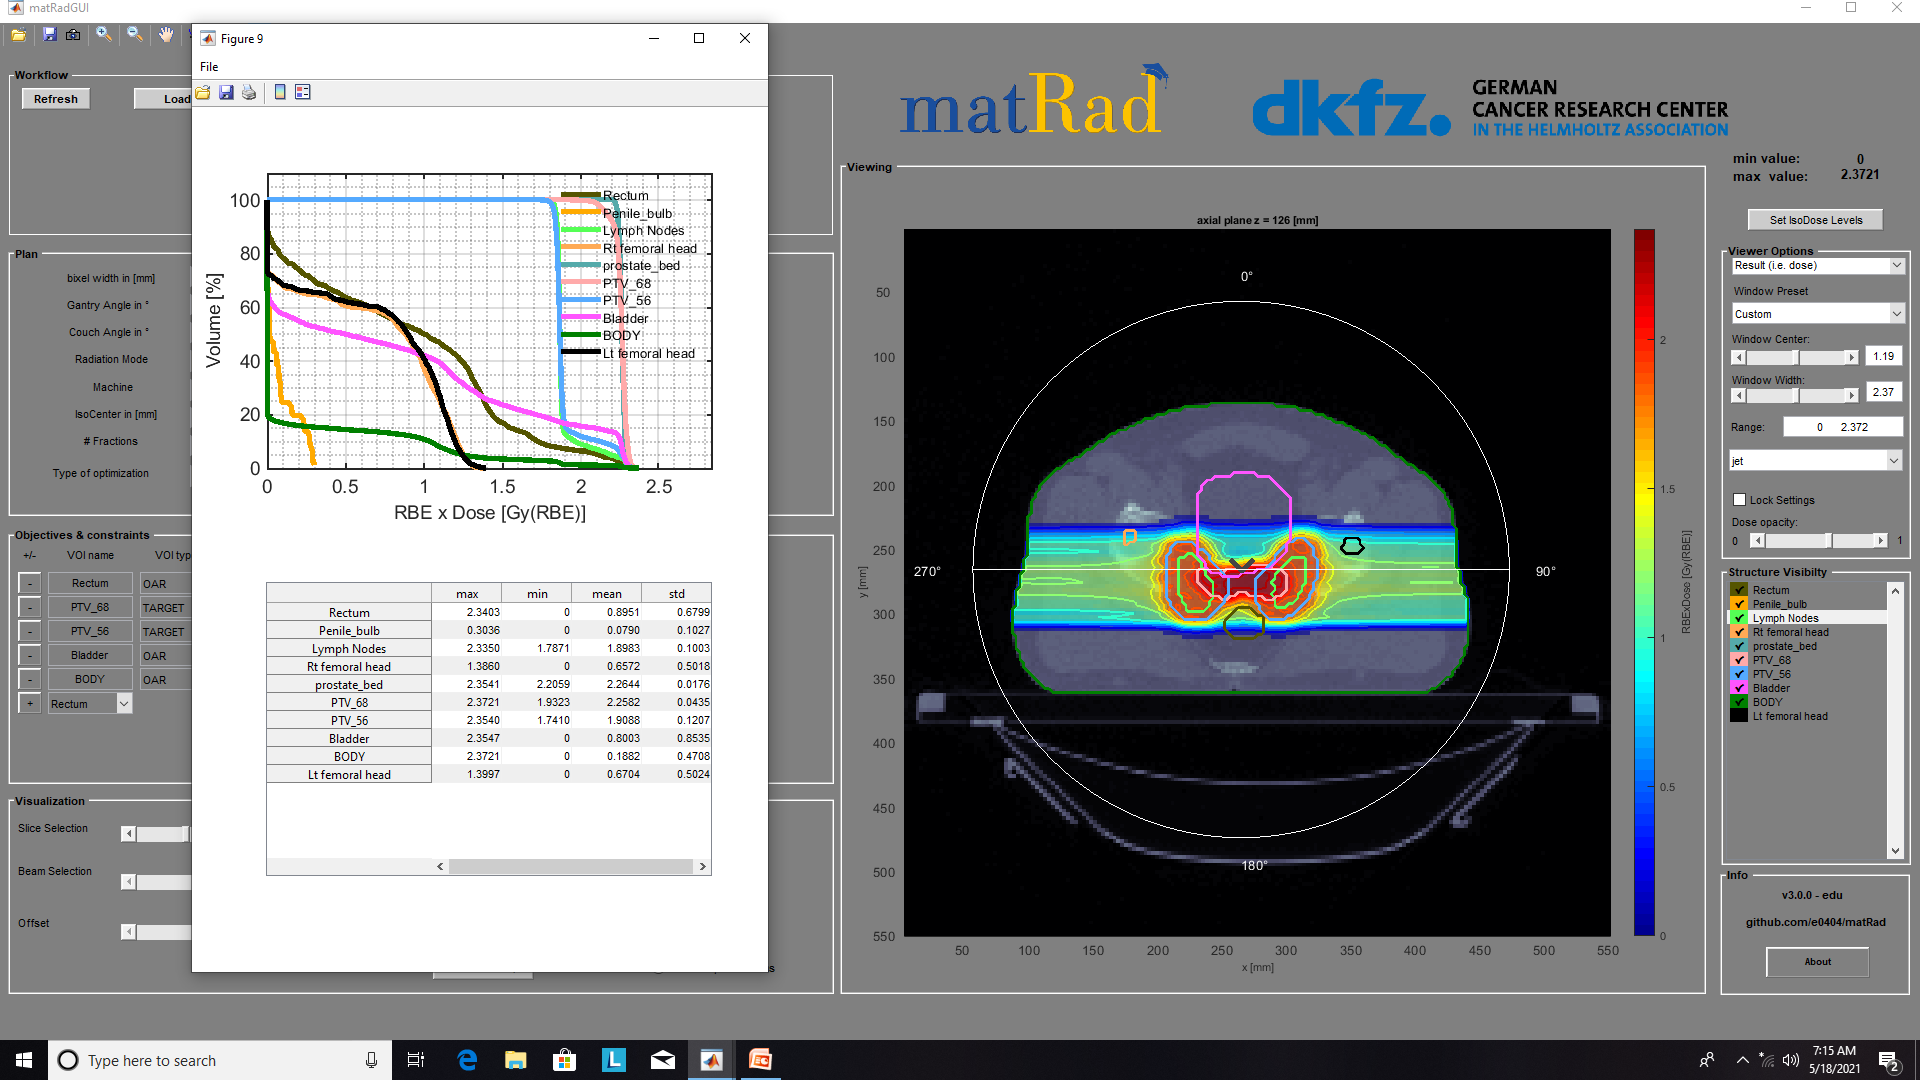 matRadGUI
Workflow
Refresh
Load
Plan
bixel width in [mm]
Gantry Angle in °
Couch Angle in °
Radiation Mode
Machine
IsoCenter in [mm]
# Fractions
Type of optimization
Objectives & constraints
+/- VOI name VOI typ
- Rectum OAR
- PTV_68 TARGET
- PTV_56 TARGET
- Bladder OAR
- BODY OAR
+ Rectum
Visualization
Slice Selection
Beam Selection
Offset
Figure 9
File
100
80
60
40
20
0
Volume [%]
0 0.5 1 1.5 2 2.5
RBE x Dose [Gy(RBE)]
Rectum
Penile_bulb
Lymph Nodes
Rt femoral head
prostate_bed
PTV_68
PTV_56
Bladder
BODY
Lt femoral head
max min mean std
Rectum 2.3403 0 0.8951 0.6799
Penile_bulb 0.3036 0 0.0790 0.1027
Lymph Nodes 2.3350 1.7871 1.8983 0.1003
Rt femoral head 1.3860 0 0.6572 0.5018
prostate_bed 2.3541 2.2059 2.2644 0.0176
PTV_68 2.3721 1.9323 2.2582 0.0435
PTV_56 2.3540 1.7410 1.9088 0.1207
Bladder 2.3547 0 0.8003 0.8535
BODY 2.3721 0 0.1882 0.4708
Lt femoral head 1.3997 0 0.6704 0.5024
matRad
dkfz.
GERMAN
CANCER RESEARCH CENTER
IN THE HELMHOLTZ ASSOCIATION
Viewing
axial plane z = 126 [mm]
0°
90°
180°
270°
50
100
150
200
250
300
350
400
450
500
550
y [mm]
50 100 150 200 250 300 350 400 450 500 550
x [mm]
2
1.5
1
0.5
0
RBExDose [Gy(RBE)]
min value: 0
max value: 2.3721
Set IsoDose Levels
Viewer Options
Result (i.e. dose)
Window Preset
Custom
Window Center:
1.19
Window Width:
2.37
Range: 0 2.372
jet
Lock Settings
Dose opacity:
0 1
Structure Visibilty
Rectum
Penile_bulb
Lymph Nodes
Rt femoral head
prostate_bed
PTV_68
PTV_56
Bladder
BODY
Lt femoral head
Info
v3.0.0 - edu
github.com/e0404/matRad
About
Type here to search
L
7:15 AM
5/18/2021
2